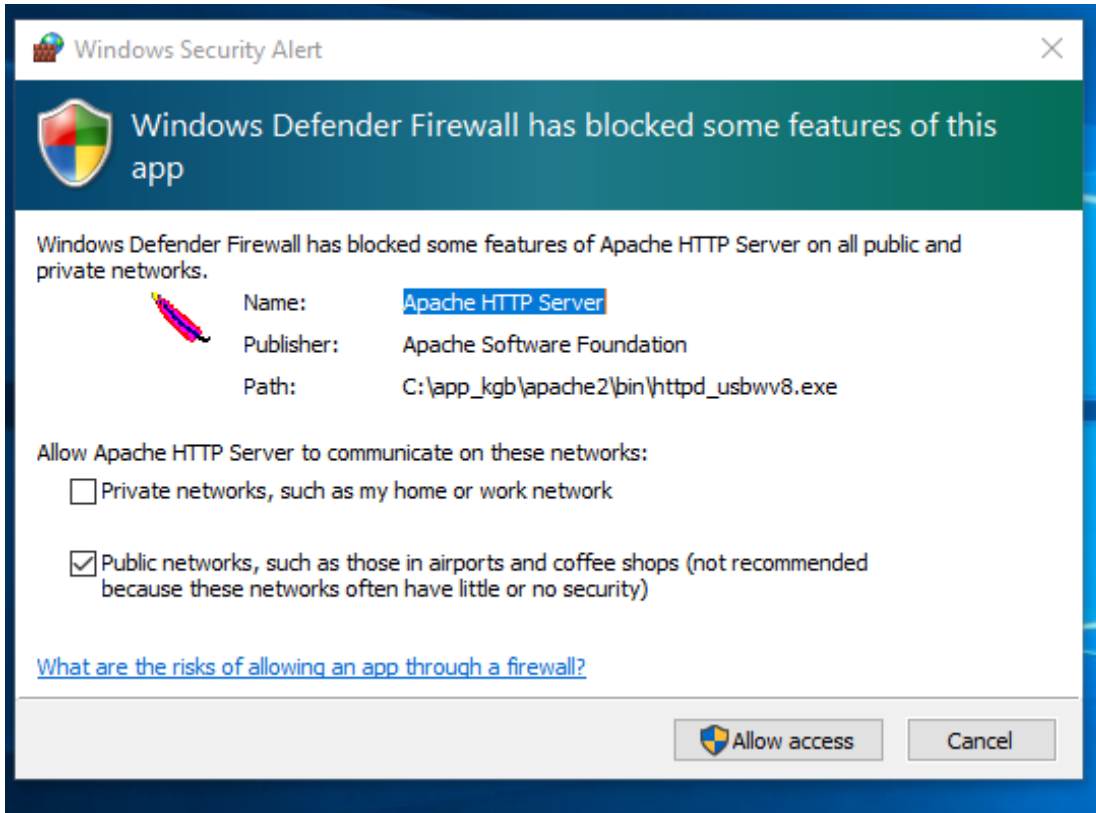 Windows Security Alert
Windows Defender Firewall has blocked some features of this
app
Windows Defender Firewall has blocked some features of Apache HTTP Server on all public and
private networks.
Name: Apache HTTP Server
Publisher: Apache Software Foundation
Path: C:\app_kgb\apache2\bin\httpd_usbwv8.exe
Allow Apache HTTP Server to communicate on these networks:
Private networks, such as my home or work network
Public networks, such as those in airports and coffee shops (not recommended
because these networks often have little or no security)
What are the risks of allowing an app through a firewall?
Allow access Cancel